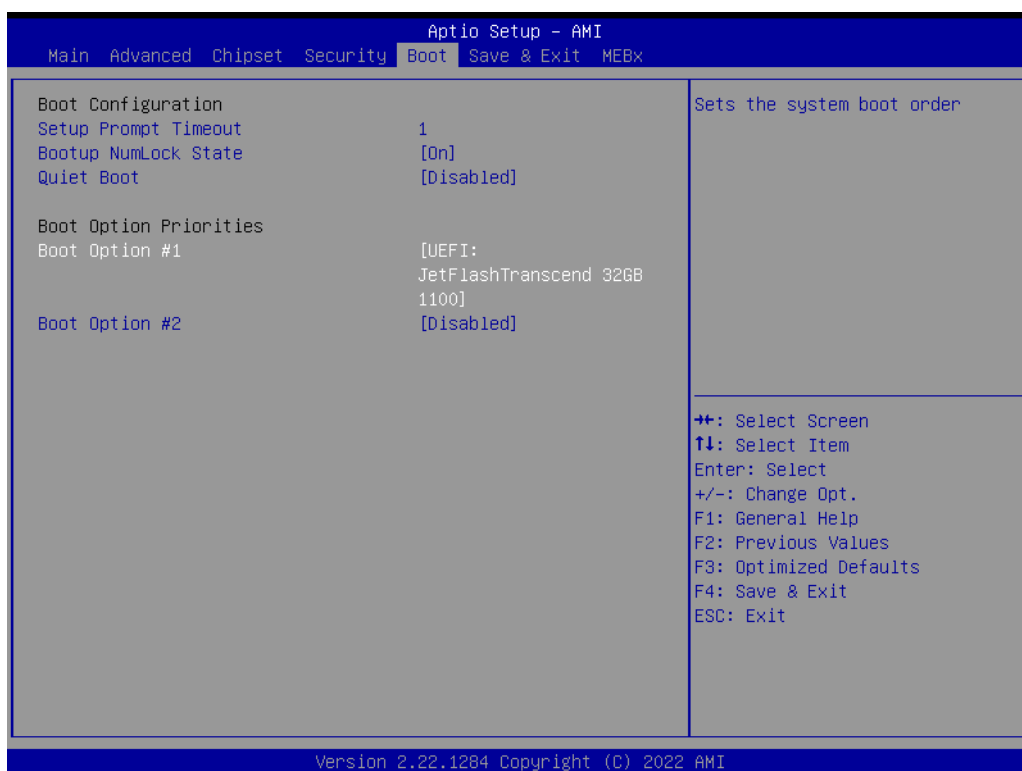 Aptio Setup – AMI
Main Advanced Chipset Security Boot Save & Exit MEBx
Boot Configuration
Setup Prompt Timeout 1
Bootup NumLock State [On]
Quiet Boot [Disabled]
Boot Option Priorities
Boot Option #1 [UEFI:
JetFlashTranscend 32GB
1100]
Boot Option #2 [Disabled]
Sets the system boot order
→←: Select Screen
↑↓: Select Item
Enter: Select
+/-: Change Opt.
F1: General Help
F2: Previous Values
F3: Optimized Defaults
F4: Save & Exit
ESC: Exit
Version 2.22.1284 Copyright (C) 2022 AMI